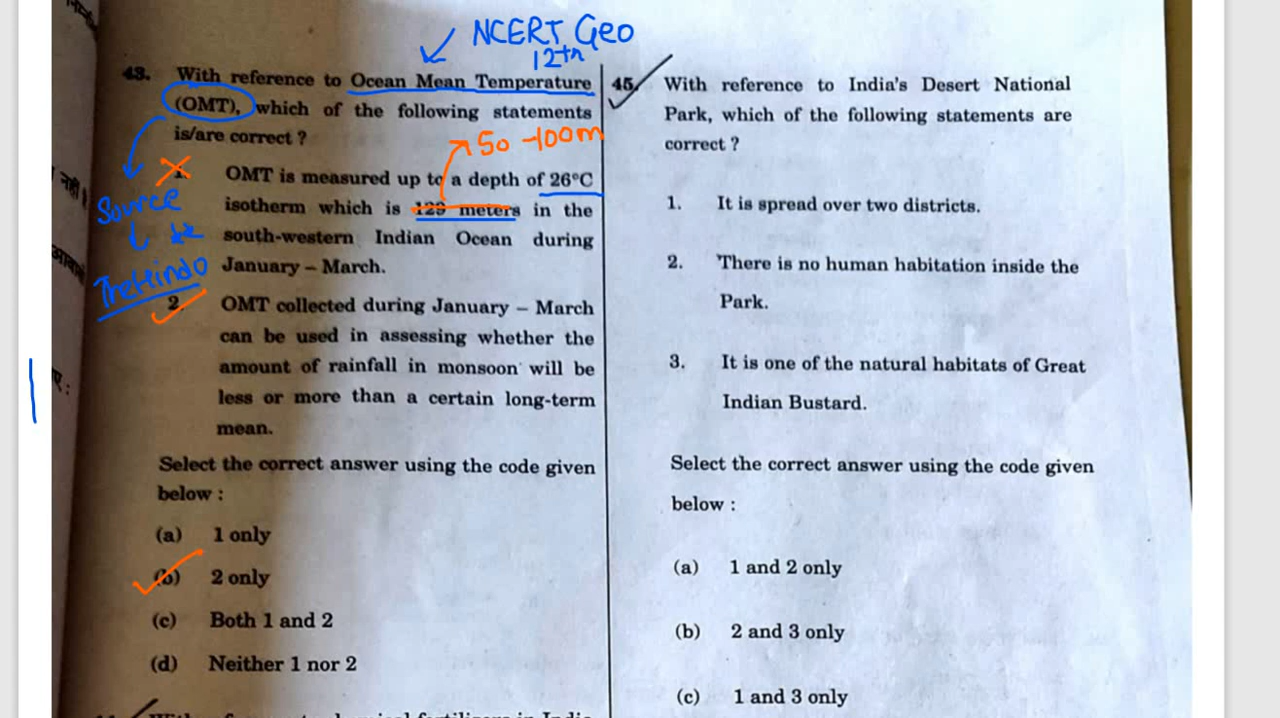 NCERT Geo
12th
43. With reference to Ocean Mean Temperature
(OMT), which of the following statements
is/are correct ?
50-100m
1. OMT is measured up to a depth of 26°C
isotherm which is 129 meters in the
south-western Indian Ocean during
January – March.
Source
2. OMT collected during January – March
can be used in assessing whether the
amount of rainfall in monsoon will be
less or more than a certain long-term
mean.
Select the correct answer using the code given
below :
(a) 1 only
(b) 2 only
(c) Both 1 and 2
(d) Neither 1 nor 2
45. With reference to India's Desert National
Park, which of the following statements are
correct ?
1. It is spread over two districts.
2. There is no human habitation inside the
Park.
3. It is one of the natural habitats of Great
Indian Bustard.
Select the correct answer using the code given
below :
(a) 1 and 2 only
(b) 2 and 3 only
(c) 1 and 3 only
नहीं।